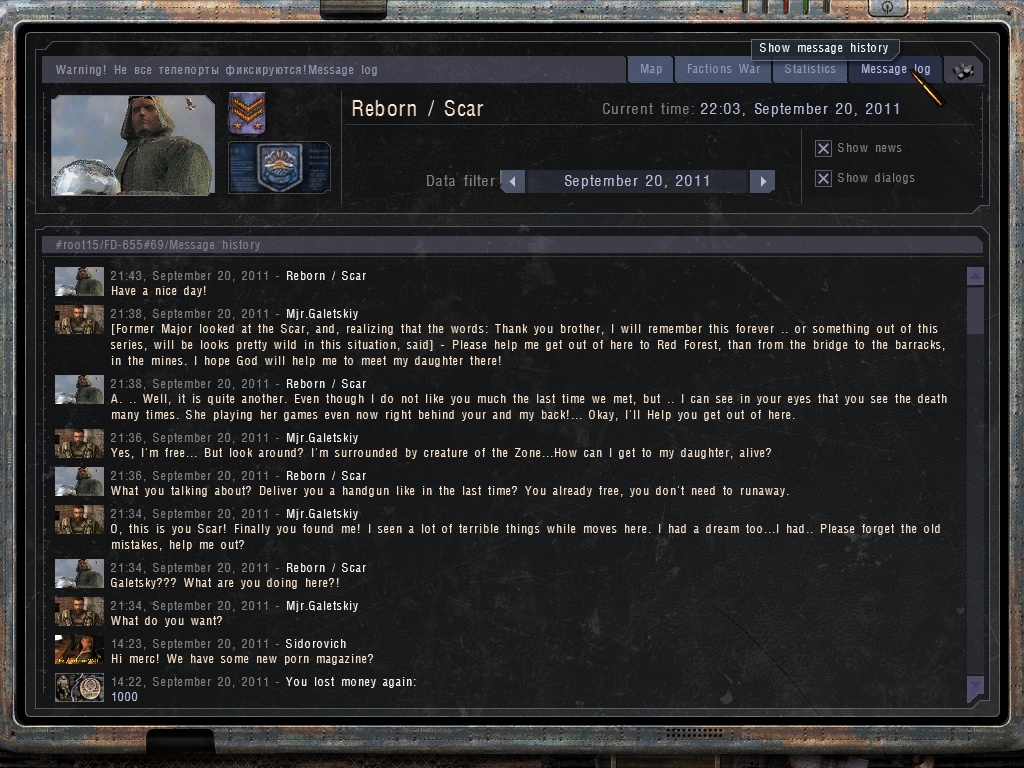 Show message history
Warning! Не все телепорты фиксируются!Message log
Map
Factions War
Statistics
Message log
Reborn / Scar
Current time: 22:03, September 20, 2011
Data filter
September 20, 2011
Show news
Show dialogs
#root15/FD-655#69/Message history
21:43, September 20, 2011 - Reborn / Scar
Have a nice day!
21:38, September 20, 2011 - Mjr.Galetskiy
[Former Major looked at the Scar, and, realizing that the words: Thank you brother, I will remember this forever .. or something out of this
series, will be looks pretty wild in this situation, said] - Please help me get out of here to Red Forest, than from the bridge to the barracks,
in the mines. I hope God will help me to meet my daughter there!
21:38, September 20, 2011 - Reborn / Scar
A. .. Well, it is quite another. Even though I do not like you much the last time we met, but .. I can see in your eyes that you see the death
many times. She playing her games even now right behind your and my back!... Okay, I'll Help you get out of here.
21:36, September 20, 2011 - Mjr.Galetskiy
Yes, I'm free... But look around? I'm surrounded by creature of the Zone...How can I get to my daughter, alive?
21:36, September 20, 2011 - Reborn / Scar
What you talking about? Deliver you a handgun like in the last time? You already free, you don't need to runaway.
21:34, September 20, 2011 - Mjr.Galetskiy
O, this is you Scar! Finally you found me! I seen a lot of terrible things while moves here. I had a dream too...I had.. Please forget the old
mistakes, help me out?
21:34, September 20, 2011 - Reborn / Scar
Galetsky??? What are you doing here?!
21:34, September 20, 2011 - Mjr.Galetskiy
What do you want?
14:23, September 20, 2011 - Sidorovich
Hi merc! We have some new porn magazine?
14:22, September 20, 2011 - You lost money again:
1000